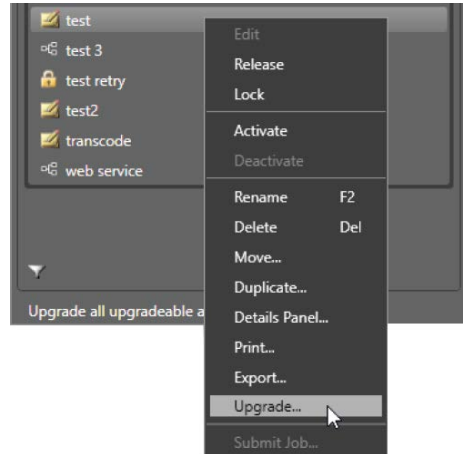 test
test 3
test retry
test2
transcode
web service
Upgrade all upgradeable a
Edit
Release
Lock
Activate
Deactivate
Rename F2
Delete Del
Move...
Duplicate...
Details Panel...
Print...
Export...
Upgrade...
Submit Job...